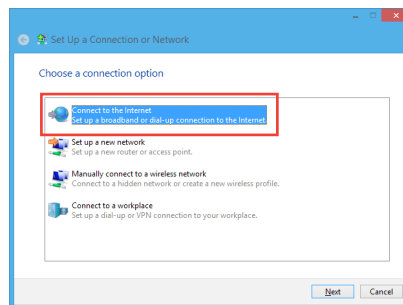 Set Up a Connection or Network
Choose a connection option
Connect to the Internet
Set up a broadband or dial-up connection to the Internet.
Set up a new network
Set up a new router or access point.
Manually connect to a wireless network
Connect to a hidden network or create a new wireless profile.
Connect to a workplace
Set up a dial-up or VPN connection to your workplace.
Next Cancel